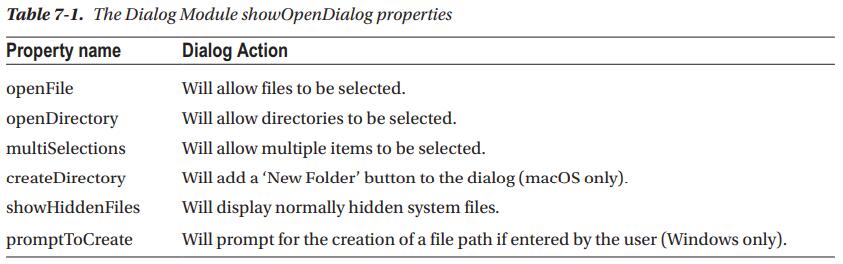 Table 7-1. The Dialog Module showOpenDialog properties
Property name Dialog Action
openFile Will allow files to be selected.
openDirectory Will allow directories to be selected.
multiSelections Will allow multiple items to be selected.
createDirectory Will add a ‘New Folder’ button to the dialog (macOS only).
showHiddenFiles Will display normally hidden system files.
promptToCreate Will prompt for the creation of a file path if entered by the user (Windows only).